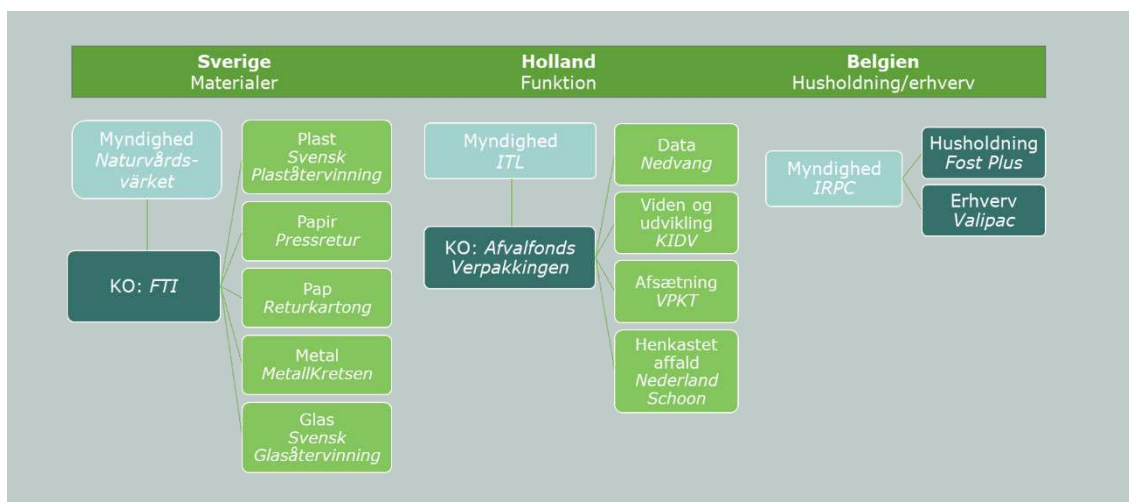 Sverige
Materialer
Holland
Funktion
Belgien
Husholdning/erhverv
Myndighed
Naturvårds-
värket
KO: FTI
Plast
Svensk
Plaståtervinning
Papir
Pressretur
Pap
Returkartong
Metal
MetallKretsen
Glas
Svensk
Glasåtervinning
Myndighed
ITL
KO: Afvalfonds
Verpakkingen
Data
Nedvang
Viden og
udvikling
KIDV
Afsætning
VPKT
Henkastet
affald
Nederland
Schoon
Myndighed
IRPC
Husholdning
Fost Plus
Erhverv
Valipac